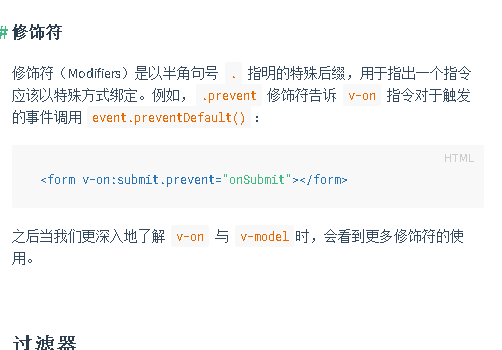 # 修饰符
修饰符（Modifiers）是以半角句号 . 指明的特殊后缀，用于指出一个指令
应该以特殊方式绑定。例如， .prevent 修饰符告诉 v-on 指令对于触发
的事件调用 event.preventDefault() ：
HTML
<form v-on:submit.prevent="onSubmit"></form>
之后当我们更深入地了解 v-on 与 v-model 时，会看到更多修饰符的使
用。
过滤器